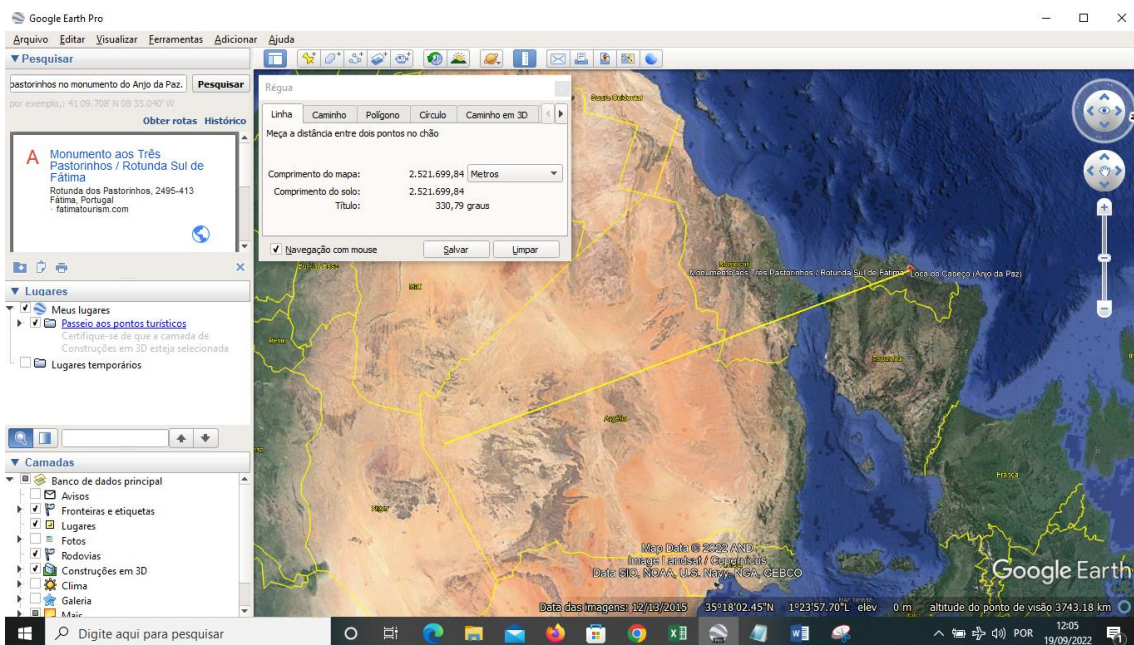 Google Earth Pro
Arquivo Editar Visualizar Ferramentas Adicionar Ajuda
Pesquisar
pastorinhos no monumento do Anjo da Paz. Pesquisar
por exemplo,: 41 09. 708' N 08 35.040' W
Obter rotas Histórico
A Monumento aos Três
Pastorinhos / Rotunda Sul de
Fátima
Rotunda dos Pastorinhos, 2495-413
Fátima, Portugal
- fatimatourism.com
Lugares
Meus lugares
Passeio aos pontos turísticos
Certifique-se de que a camada de
Construções em 3D esteja selecionada
Lugares temporários
Camadas
Banco de dados principal
Avisos
Fronteiras e etiquetas
Lugares
Fotos
Rodovias
Construções em 3D
Clima
Galeria
Mais
Régua
Linha Caminho Polígono Círculo Caminho em 3D
Meça a distância entre dois pontos no chão
Comprimento do mapa: 2.521.699,84 Metros
Comprimento do solo: 2.521.699,84
Título: 330,79 graus
Navegação com mouse Salvar Limpar
Saara Ocidental
Marrocos
Monumento aos Três Pastorinhos / Rotunda Sul de Fátima Loca do Cabeço (Anjo da Paz)
Mali
Benin
Espanha
Argélia
França
Níger
Map Data © 2022 AND
Image Landsat / Copernicus
Data SIO, NOAA, U.S. Navy, NGA, GEBCO
Google Earth
Data das imagens: 12/13/2015 35°18'02.45"N 1°23'57.70"L elev 0 m altitude do ponto de visão 3743.18 km
Digite aqui para pesquisar
POR
12:05
19/09/2022